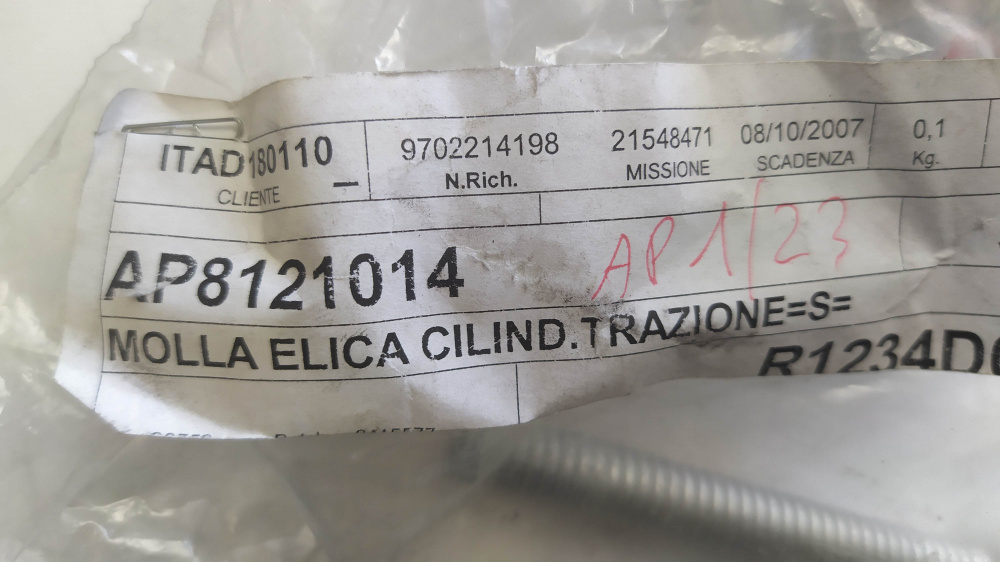 ITAD180110 9702214198 21548471 08/10/2007 0,1
CLIENTE N.Rich. MISSIONE SCADENZA Kg.
AP8121014 AP 1/23
MOLLA ELICA CILIND.TRAZIONE=S=
R1234D